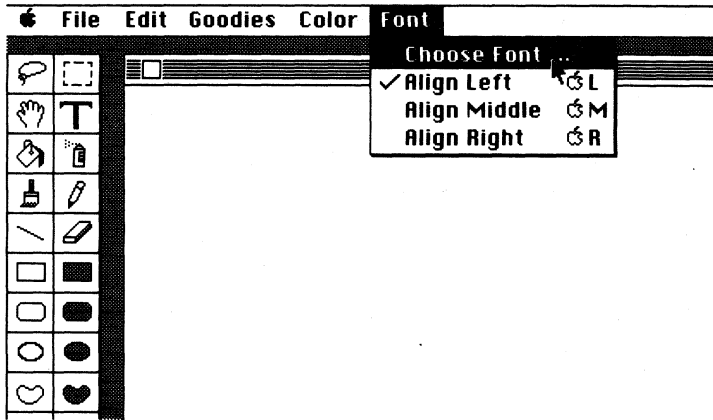 File Edit Goodies Color Font
Choose Font...
✓ Align Left L
Align Middle M
Align Right R
T